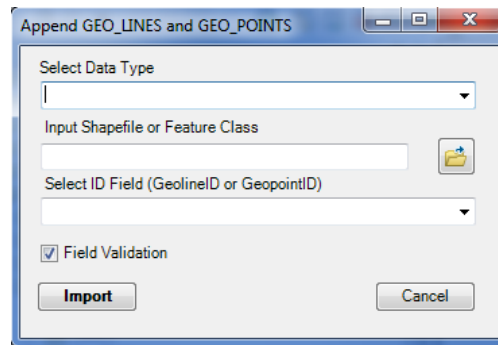 Append GEO_LINES and GEO_POINTS
Select Data Type
Input Shapefile or Feature Class
Select ID Field (GeolineID or GeopointID)
Field Validation
Import
Cancel